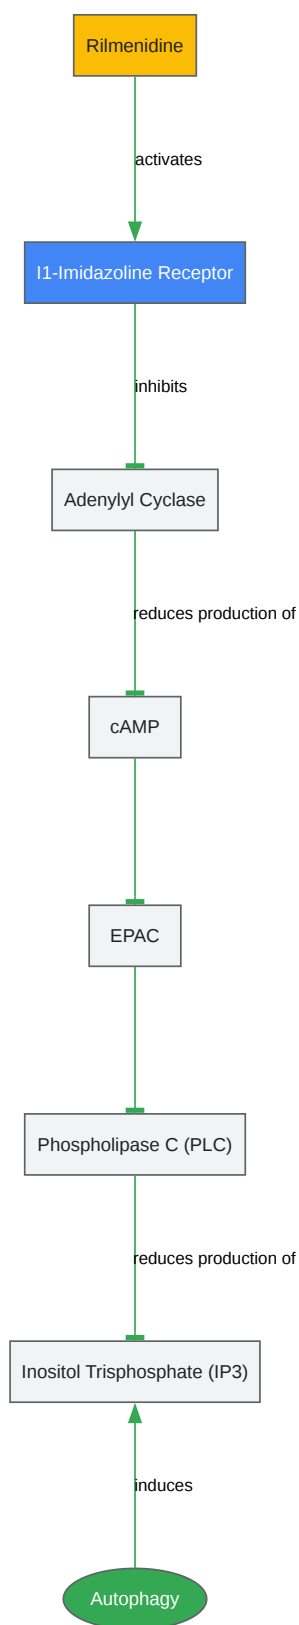 Rilmenidine
activates
I1-Imidazoline Receptor
inhibits
Adenylyl Cyclase
reduces production of
cAMP
EPAC
Phospholipase C (PLC)
reduces production of
Inositol Trisphosphate (IP3)
induces
Autophagy